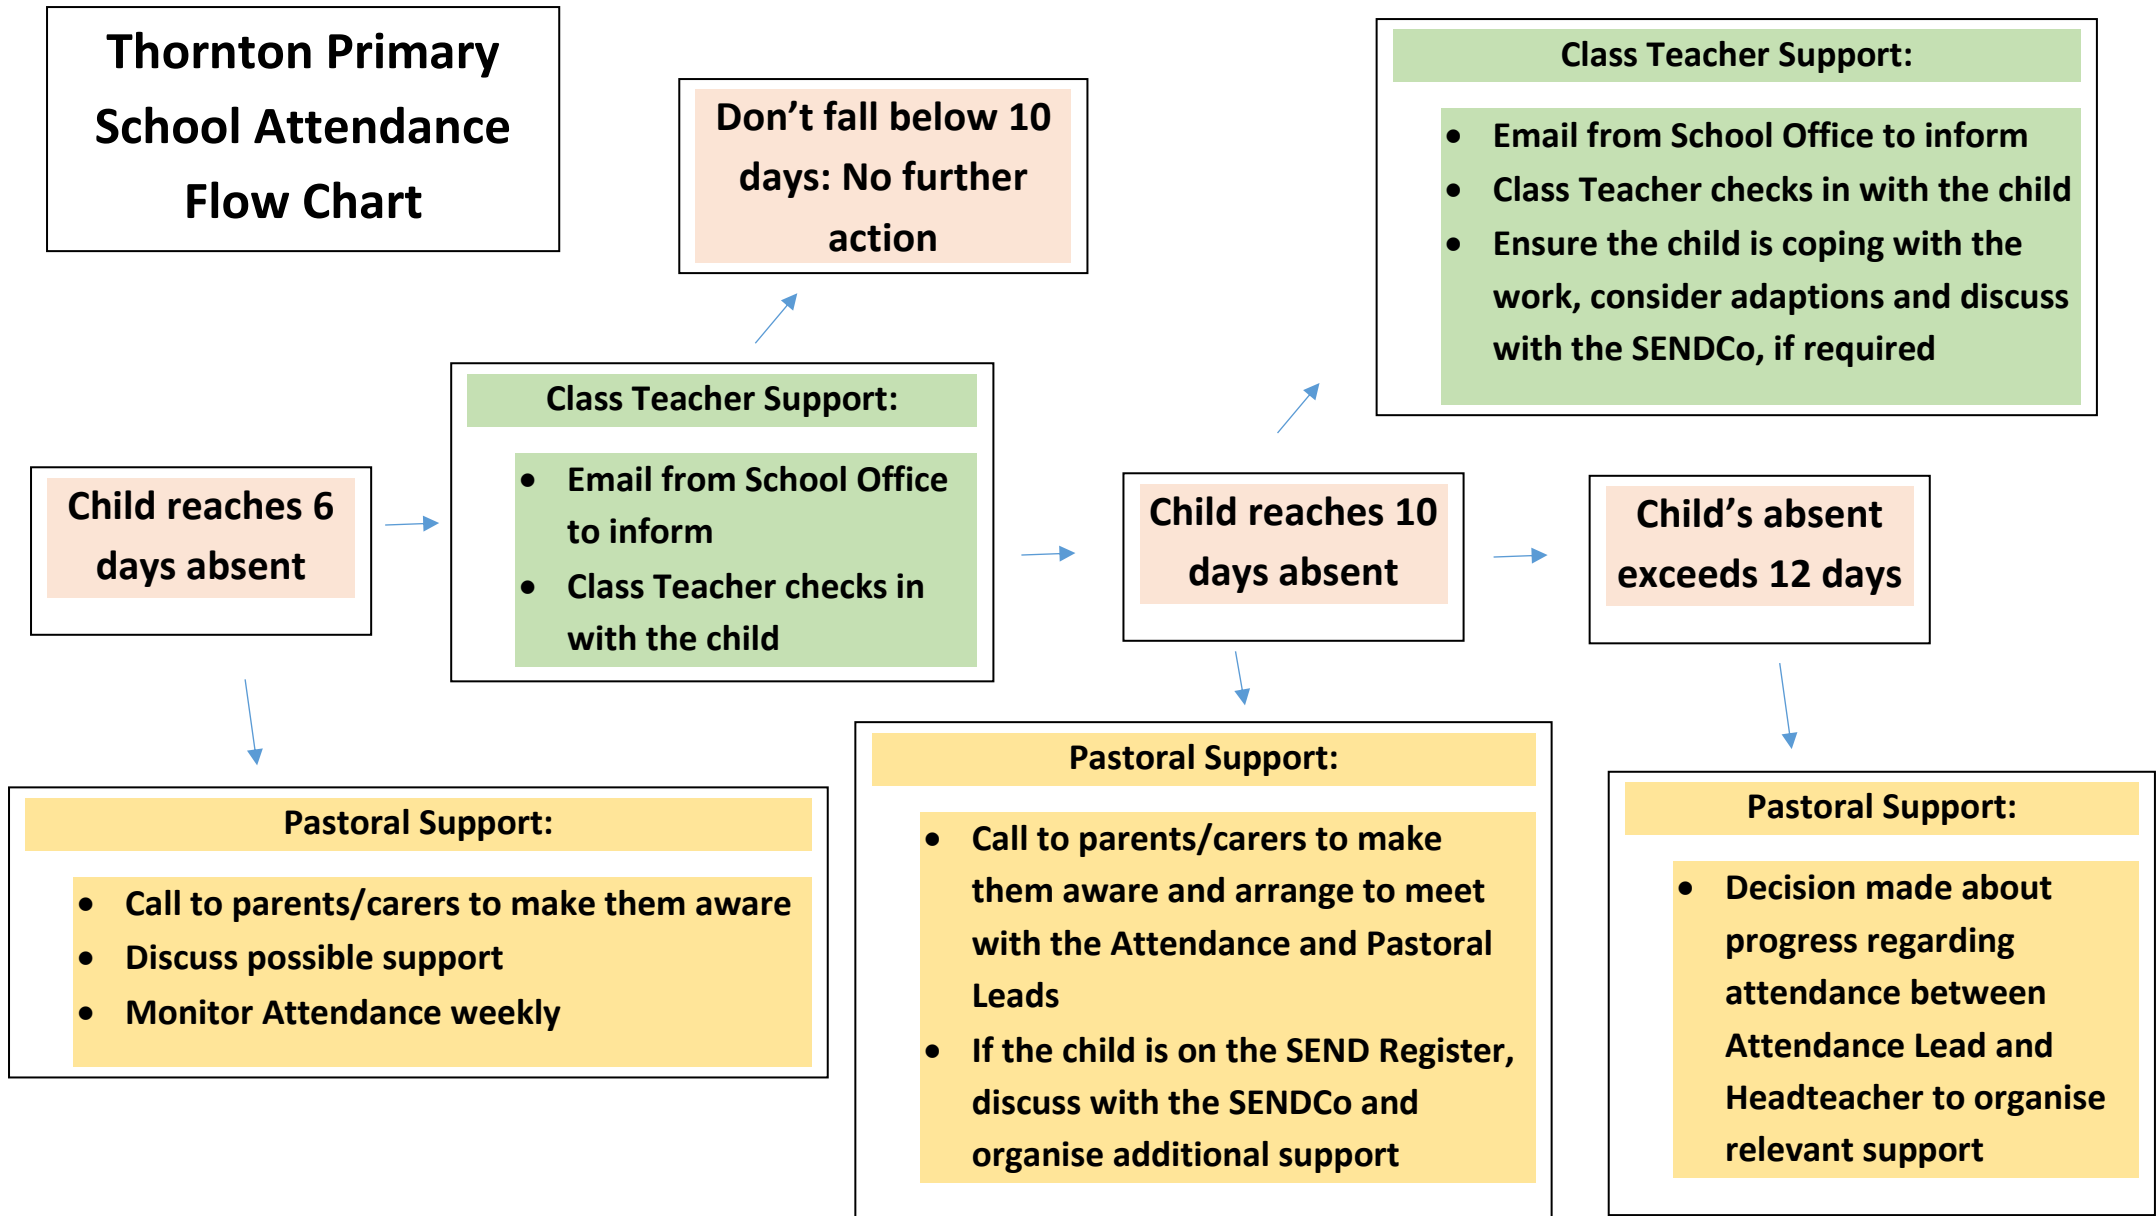 Thornton Primary
School Attendance
Flow Chart
Don’t fall below 10
days: No further
action
Class Teacher Support:
• Email from School Office to inform
• Class Teacher checks in with the child
• Ensure the child is coping with the
work, consider adaptions and discuss
with the SENDCo, if required
Child reaches 6
days absent
Class Teacher Support:
• Email from School Office
to inform
• Class Teacher checks in
with the child
Child reaches 10
days absent
Child’s absent
exceeds 12 days
Pastoral Support:
• Call to parents/carers to make them aware
• Discuss possible support
• Monitor Attendance weekly
Pastoral Support:
• Call to parents/carers to make
them aware and arrange to meet
with the Attendance and Pastoral
Leads
• If the child is on the SEND Register,
discuss with the SENDCo and
organise additional support
Pastoral Support:
• Decision made about
progress regarding
attendance between
Attendance Lead and
Headteacher to organise
relevant support